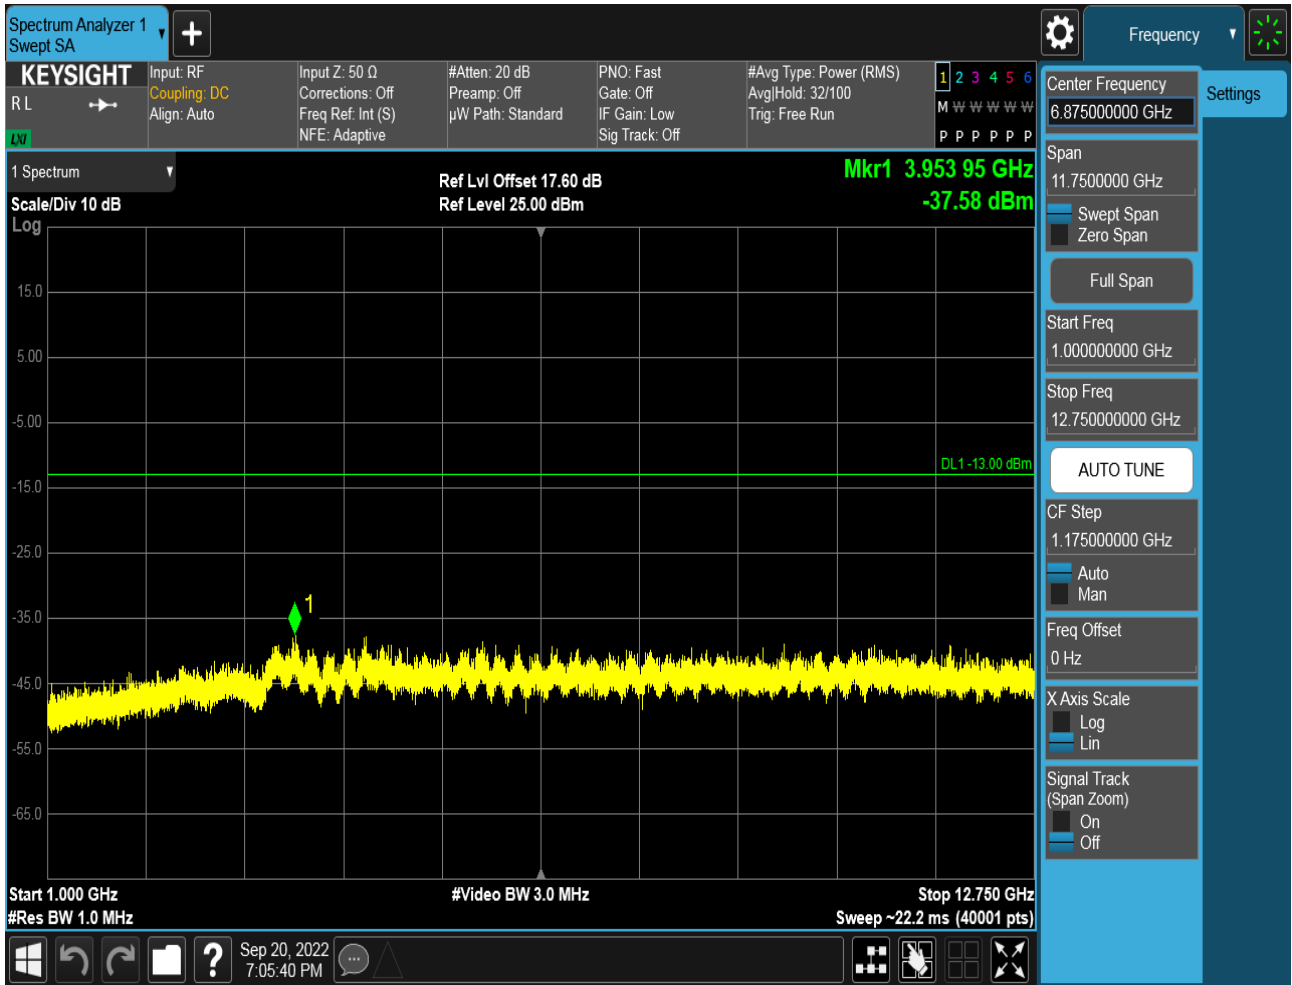 Spectrum Analyzer 1
Swept SA
Frequency
KEYSIGHT
R L
LXI
Input: RF
Coupling: DC
Align: Auto
Input Z: 50 Ω
Corrections: Off
Freq Ref: Int (S)
NFE: Adaptive
#Atten: 20 dB
Preamp: Off
µW Path: Standard
PNO: Fast
Gate: Off
IF Gain: Low
Sig Track: Off
#Avg Type: Power (RMS)
Avg|Hold: 32/100
Trig: Free Run
1 2 3 4 5 6
M W W W W W
P P P P P P
1 Spectrum
Scale/Div 10 dB
Log
Ref Lvl Offset 17.60 dB
Ref Level 25.00 dBm
Mkr1 3.953 95 GHz
-37.58 dBm
15.0
5.00
-5.00
DL1 -13.00 dBm
-15.0
-25.0
1
-35.0
-45.0
-55.0
-65.0
Start 1.000 GHz
#Res BW 1.0 MHz
#Video BW 3.0 MHz
Stop 12.750 GHz
Sweep ~22.2 ms (40001 pts)
Sep 20, 2022
7:05:40 PM
Center Frequency
6.875000000 GHz
Settings
Span
11.7500000 GHz
Swept Span
Zero Span
Full Span
Start Freq
1.000000000 GHz
Stop Freq
12.750000000 GHz
AUTO TUNE
CF Step
1.175000000 GHz
Auto
Man
Freq Offset
0 Hz
X Axis Scale
Log
Lin
Signal Track
(Span Zoom)
On
Off